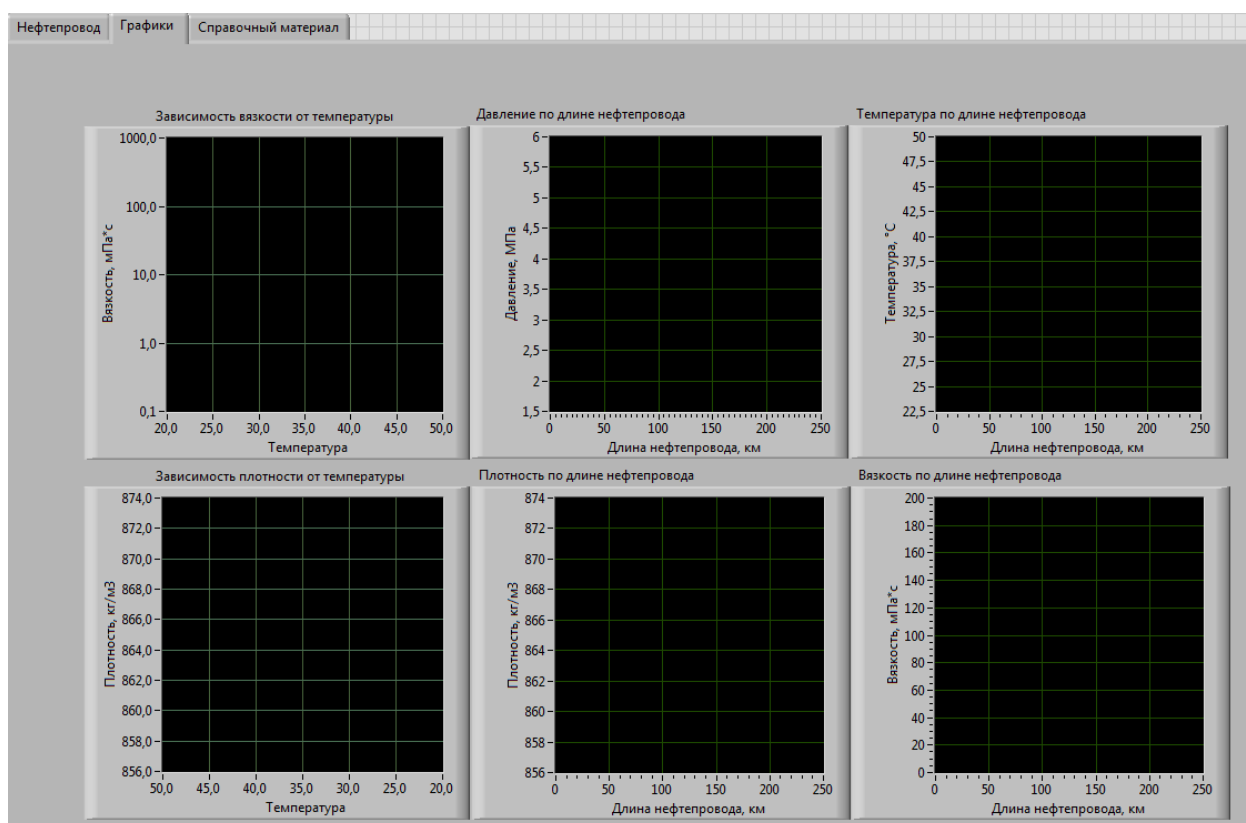 Нефтепровод
Графики
Справочный материал
Зависимость вязкости от температуры
1000,0
100,0
10,0
1,0
0,1
Вязкость, мПа*с
20,0 25,0 30,0 35,0 40,0 45,0 50,0
Температура
Давление по длине нефтепровода
6
5,5
5
4,5
4
3,5
3
2,5
2
1,5
Давление, МПа
0 50 100 150 200 250
Длина нефтепровода, км
Температура по длине нефтепровода
50
47,5
45
42,5
40
37,5
35
32,5
30
27,5
25
22,5
Температура, °C
0 50 100 150 200 250
Длина нефтепровода, км
Зависимость плотности от температуры
874,0
872,0
870,0
868,0
866,0
864,0
862,0
860,0
858,0
856,0
Плотность, кг/м3
50,0 45,0 40,0 35,0 30,0 25,0 20,0
Температура
Плотность по длине нефтепровода
874
872
870
868
866
864
862
860
858
856
Плотность, кг/м3
0 50 100 150 200 250
Длина нефтепровода, км
Вязкость по длине нефтепровода
200
180
160
140
120
100
80
60
40
20
0
Вязкость, мПа*с
0 50 100 150 200 250
Длина нефтепровода, км